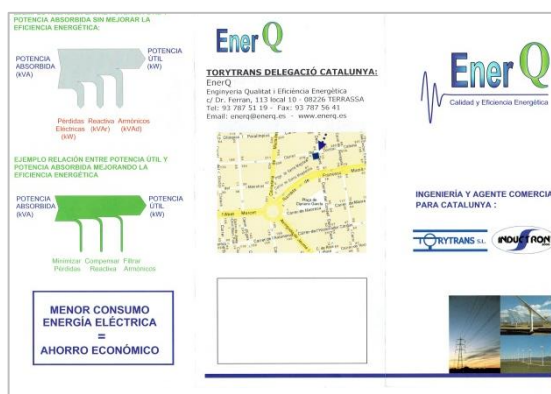 POTENCIA ABSORBIDA SIN MEJORAR LA
EFICIENCIA ENERGÉTICA:
POTENCIA
ABSORBIDA
(kVA)
POTENCIA
ÚTIL
(kW)
Pérdidas Reactiva Armónicos
Eléctricas (kVAr) (kVAd)
(kW)
EJEMPLO RELACIÓN ENTRE POTENCIA ÚTIL Y
POTENCIA ABSORBIDA MEJORANDO LA
EFICIENCIA ENERGÉTICA
POTENCIA
ABSORBIDA
(kVA)
POTENCIA
ÚTIL
(kW)
Minimizar Compensar Filtrar
Pérdidas Reactiva Armónicos
MENOR CONSUMO
ENERGÍA ELÉCTRICA
=
AHORRO ECONÓMICO
Ener Q
TORYTRANS DELEGACIÓ CATALUNYA:
EnerQ
Enginyeria Qualitat i Eficiència Energètica
c/ Dr. Ferran, 113 local 10 - 08226 TERRASSA
Tel: 93 787 51 19 - Fax: 93 787 56 41
Email: enerq@enerq.es - www.enerq.es
Ener Q
Calidad y Eficiencia Energética
INGENIERÍA Y AGENTE COMERCIA
PARA CATALUNYA :
TORYTRANS S.L.
INDUCTRON